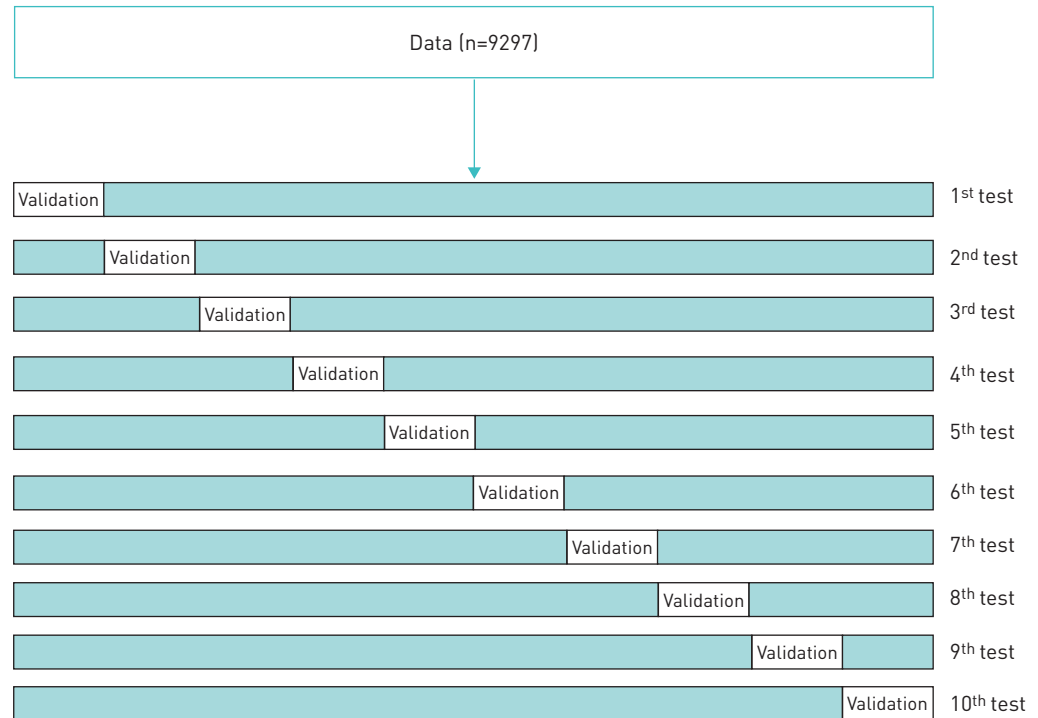 Data (n=9297)
Validation 1st test
Validation 2nd test
Validation 3rd test
Validation 4th test
Validation 5th test
Validation 6th test
Validation 7th test
Validation 8th test
Validation 9th test
Validation 10th test